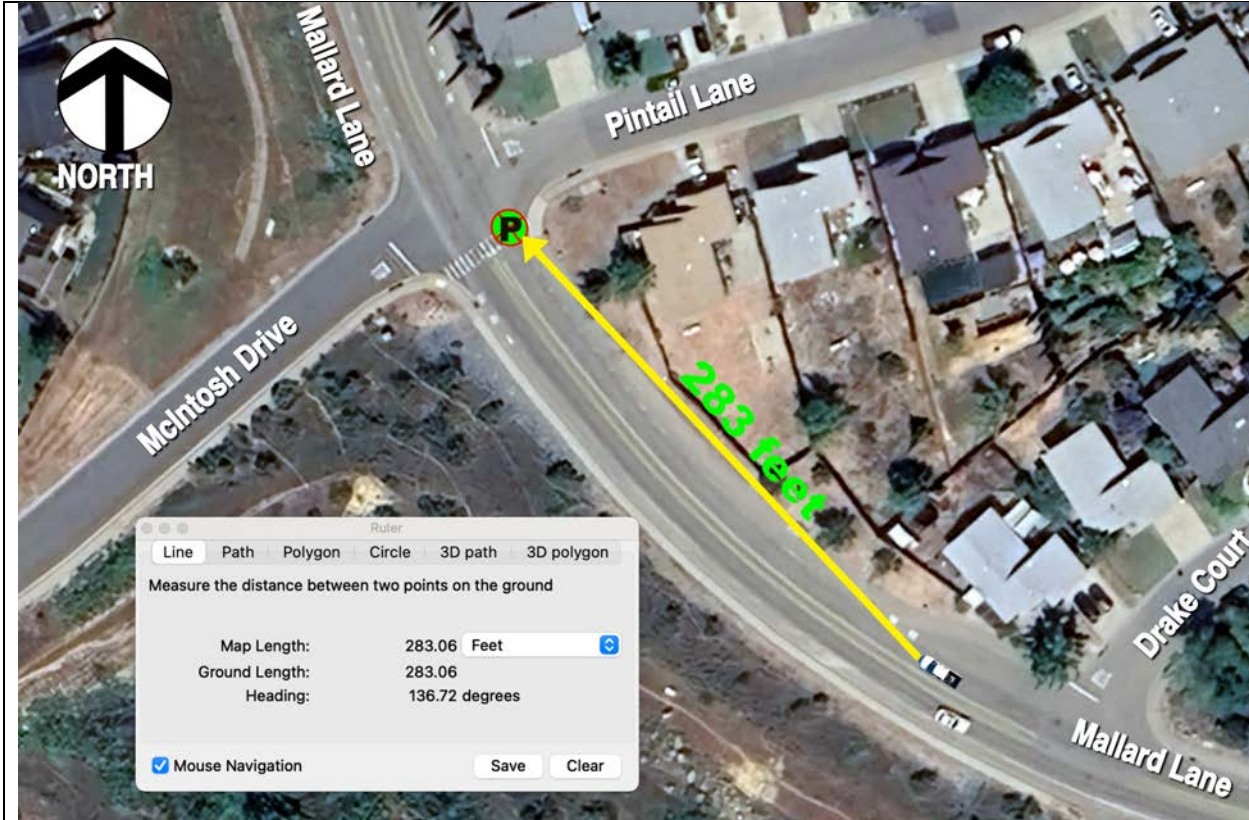 NORTH
Mallard Lane
Pintail Lane
P
McIntosh Drive
283 feet
Drake Court
Mallard Lane
Ruler
Line Path Polygon Circle 3D path 3D polygon
Measure the distance between two points on the ground
Map Length: 283.06 Feet
Ground Length: 283.06
Heading: 136.72 degrees
Mouse Navigation Save Clear